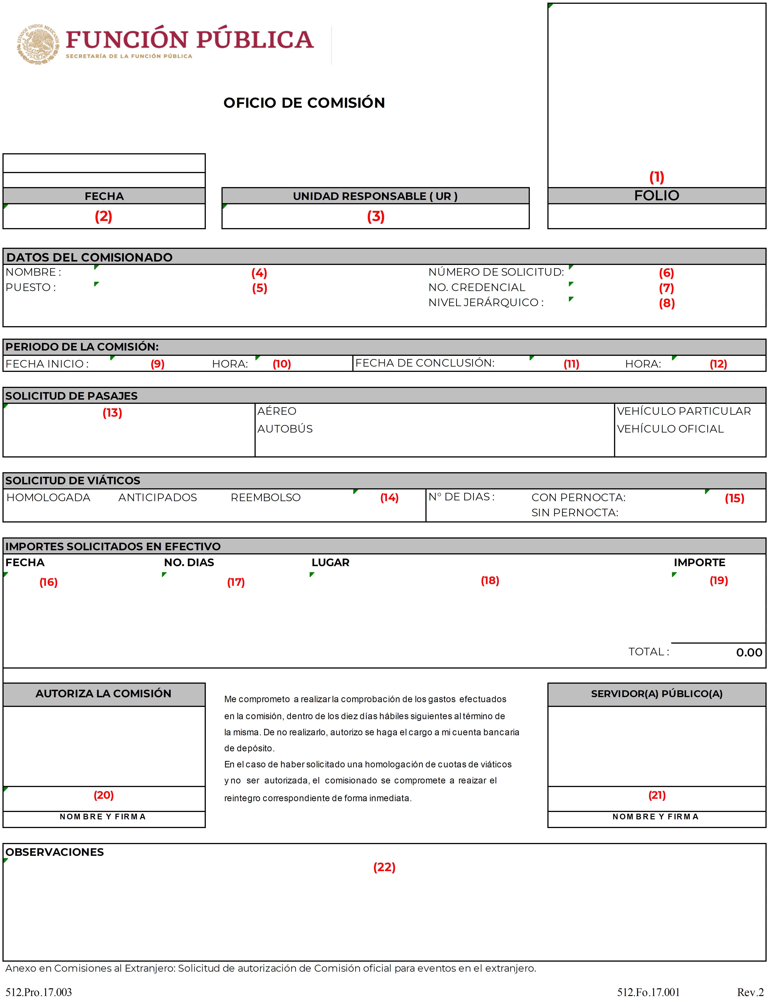 ESTADOS UNIDOS MEXICANOS
FUNCIÓN PÚBLICA
SECRETARÍA DE LA FUNCIÓN PÚBLICA
OFICIO DE COMISIÓN
(1)
FECHA
UNIDAD RESPONSABLE ( UR )
FOLIO
(2)
(3)
DATOS DEL COMISIONADO
NOMBRE : (4) NÚMERO DE SOLICITUD: (6)
PUESTO : (5) NO. CREDENCIAL (7)
NIVEL JERÁRQUICO : (8)
PERIODO DE LA COMISIÓN:
FECHA INICIO : (9) HORA: (10) FECHA DE CONCLUSIÓN: (11) HORA: (12)
SOLICITUD DE PASAJES
(13) AÉREO VEHÍCULO PARTICULAR
AUTOBÚS VEHÍCULO OFICIAL
SOLICITUD DE VIÁTICOS
HOMOLOGADA ANTICIPADOS REEMBOLSO (14) N° DE DIAS : CON PERNOCTA: (15)
SIN PERNOCTA:
IMPORTES SOLICITADOS EN EFECTIVO
FECHA NO. DIAS LUGAR IMPORTE
(16) (17) (18) (19)
TOTAL : 0.00
AUTORIZA LA COMISIÓN
(20)
NOMBRE Y FIRMA
Me comprometo a realizar la comprobación de los gastos efectuados
en la comisión, dentro de los diez días hábiles siguientes al término de
la misma. De no realizarlo, autorizo se haga el cargo a mi cuenta bancaria
de depósito.
En el caso de haber solicitado una homologación de cuotas de viáticos
y no ser autorizada, el comisionado se compromete a reaizar el
reintegro correspondiente de forma inmediata.
SERVIDOR(A) PÚBLICO(A)
(21)
NOMBRE Y FIRMA
OBSERVACIONES
(22)
Anexo en Comisiones al Extranjero: Solicitud de autorización de Comisión oficial para eventos en el extranjero.
512.Pro.17.003 512.Fo.17.001 Rev.2